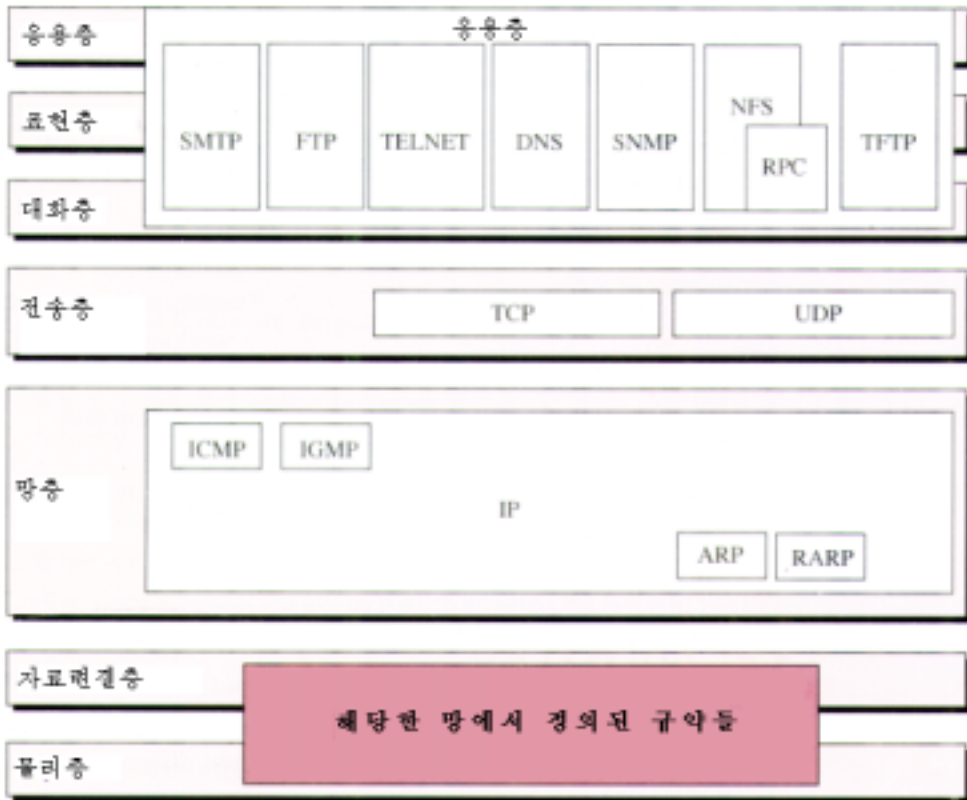 응용층
응용층
표현층
SMTP
FTP
TELNET
DNS
SNMP
NFS
RPC
TFTP
대화층
전송층
TCP
UDP
ICMP
IGMP
망층
IP
ARP
RARP
자료련결층
해당한 망에서 정의된 규약들
물리층